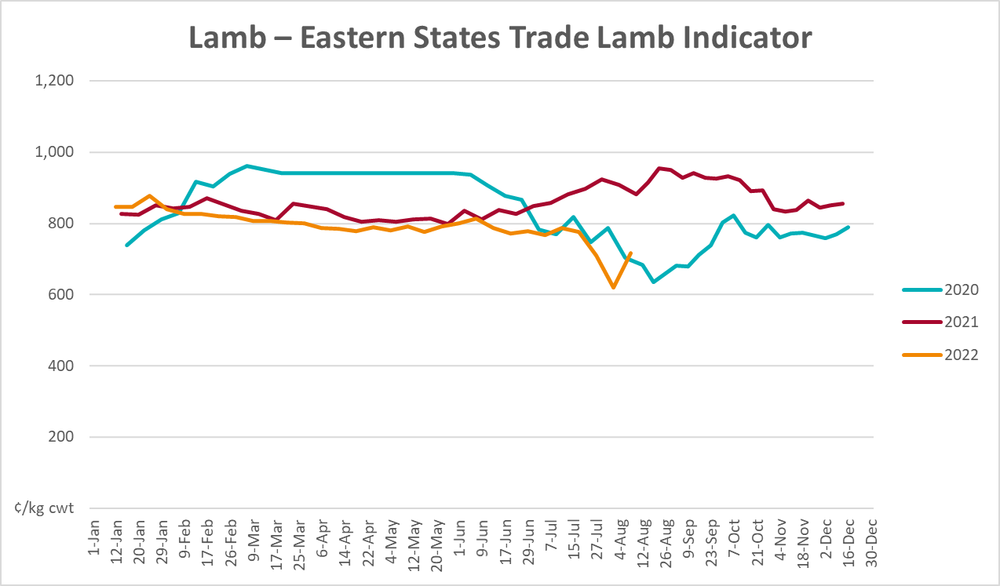 Lamb – Eastern States Trade Lamb Indicator
1,200
1,000
800
600
400
200
¢/kg cwt
1-Jan
12-Jan
20-Jan
29-Jan
9-Feb
17-Feb
26-Feb
9-Mar
17-Mar
25-Mar
6-Apr
14-Apr
22-Apr
4-May
12-May
20-May
1-Jun
9-Jun
17-Jun
29-Jun
7-Jul
15-Jul
27-Jul
4-Aug
12-Aug
26-Aug
9-Sep
23-Sep
7-Oct
21-Oct
4-Nov
18-Nov
2-Dec
16-Dec
30-Dec
2020
2021
2022